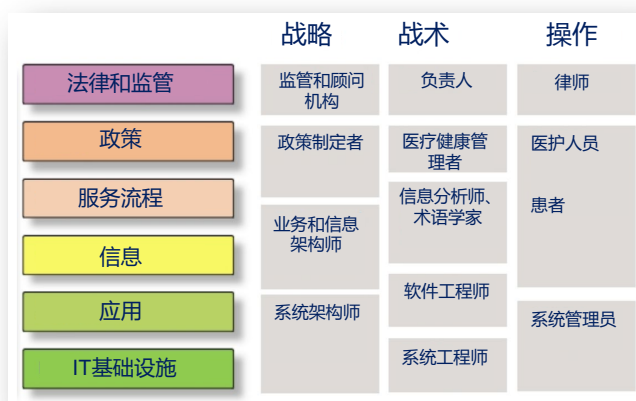 战略 战术 操作
法律和监管 监管和顾问 负责人 律师
机构
政策 政策制定者 医疗健康管 医护人员
理者
服务流程 信息分析师、 患者
术语学家
业务和信息
架构师
信息
软件工程师
应用 系统架构师 系统管理员
IT基础设施 系统工程师